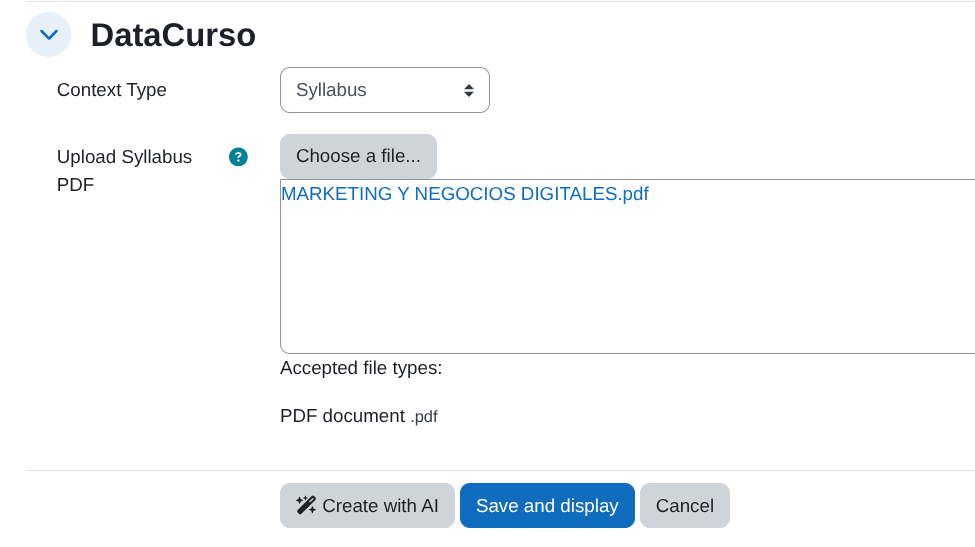 DataCurso
Context Type
Syllabus
Upload Syllabus
PDF
?
Choose a file...
MARKETING Y NEGOCIOS DIGITALES.pdf
Accepted file types:
PDF document .pdf
Create with AI
Save and display
Cancel